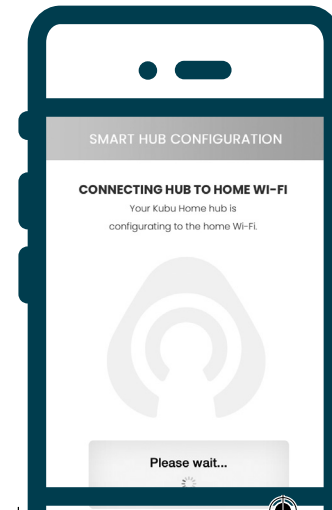 SMART HUB CONFIGURATION
CONNECTING HUB TO HOME WI-FI
Your Kubu Home hub is
configurating to the home Wi-Fi.
Please wait...